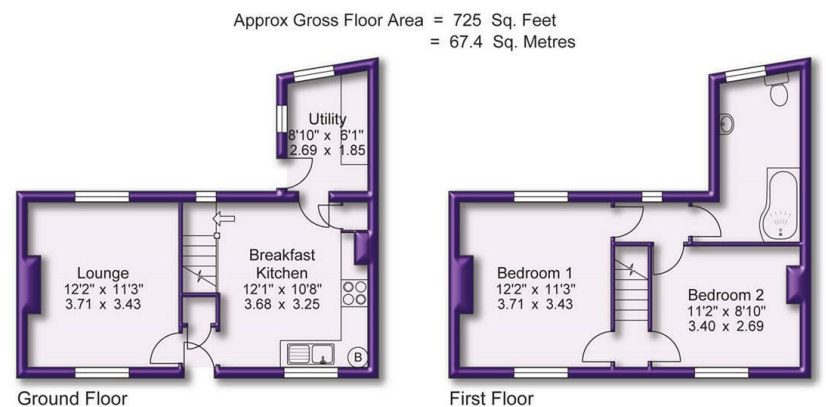 Approx Gross Floor Area = 725 Sq. Feet
= 67.4 Sq. Metres
Utility
8'10" x 6'1"
2.69 x 1.85
Lounge
12'2" x 11'3"
3.71 x 3.43
Breakfast
Kitchen
12'1" x 10'8"
3.68 x 3.25
B
Ground Floor
Bedroom 1
12'2" x 11'3"
3.71 x 3.43
Bedroom 2
11'2" x 8'10"
3.40 x 2.69
First Floor